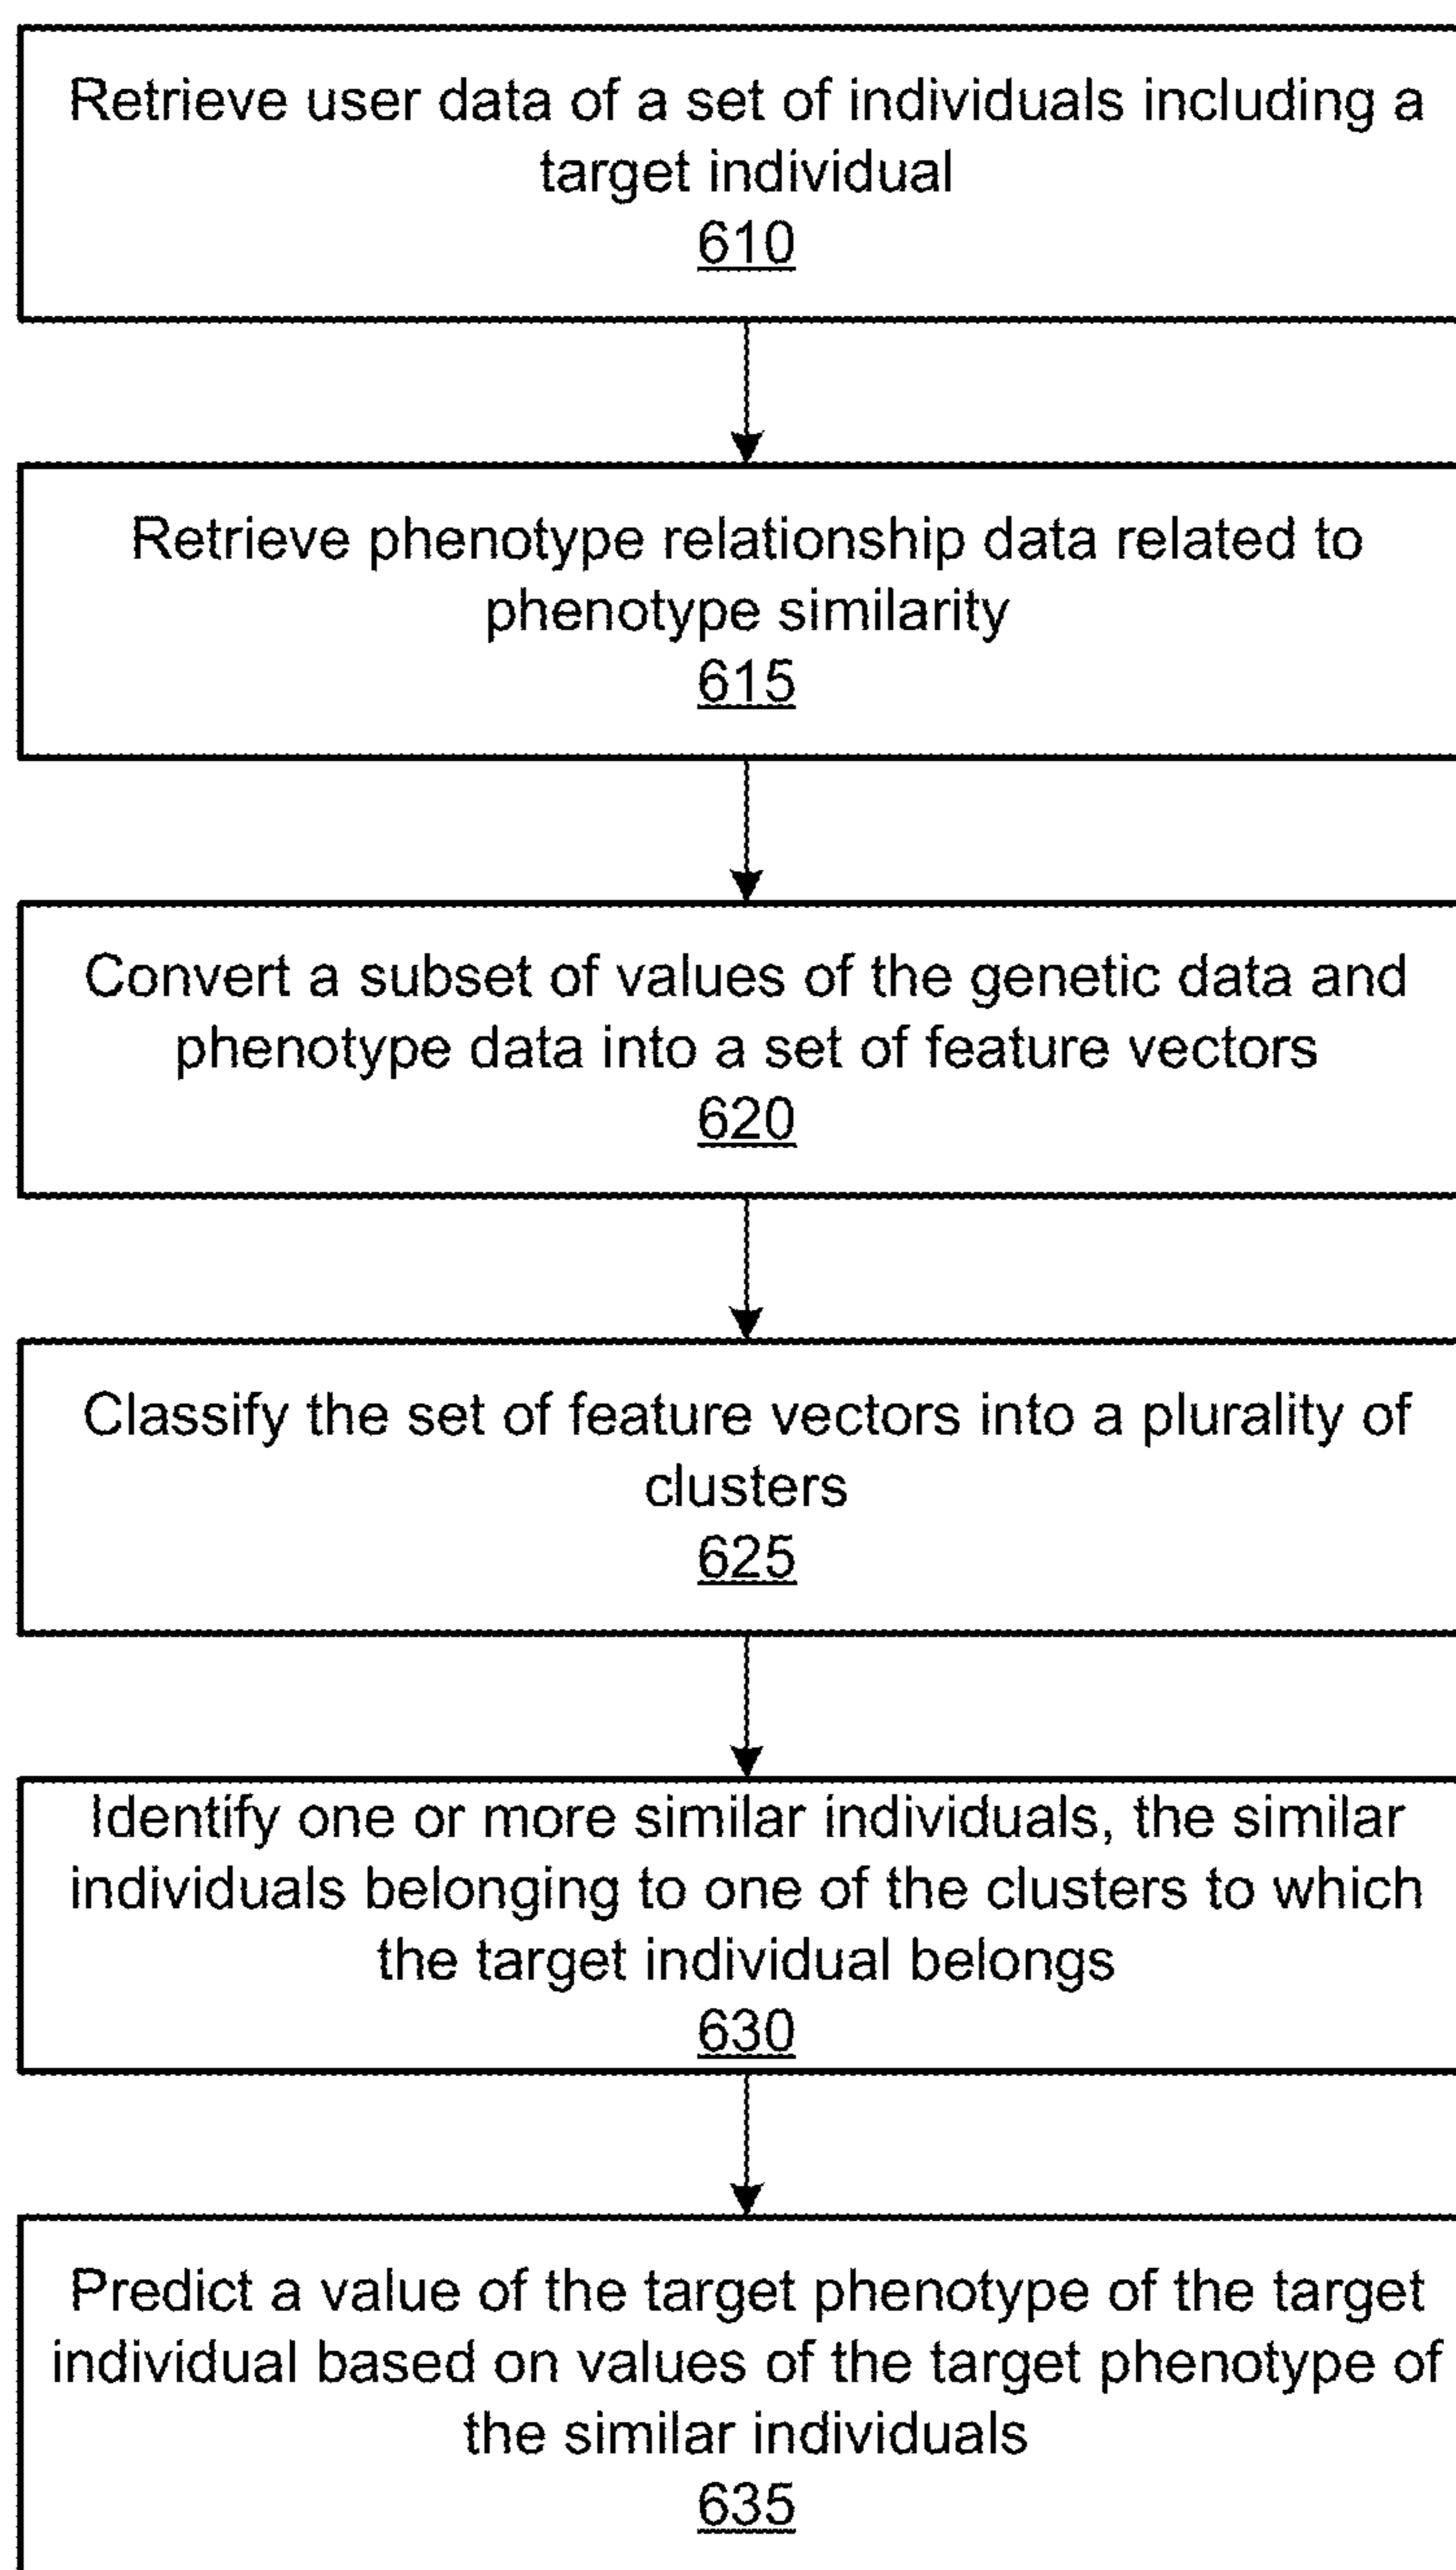 Retrieve user data of a set of individuals including a
target individual
610
Retrieve phenotype relationship data related to
phenotype similarity
615
Convert a subset of values of the genetic data and
phenotype data into a set of feature vectors
620
Classify the set of feature vectors into a plurality of
clusters
625
Identify one or more similar individuals, the similar
individuals belonging to one of the clusters to which
the target individual belongs
630
Predict a value of the target phenotype of the target
individual based on values of the target phenotype of
the similar individuals
635